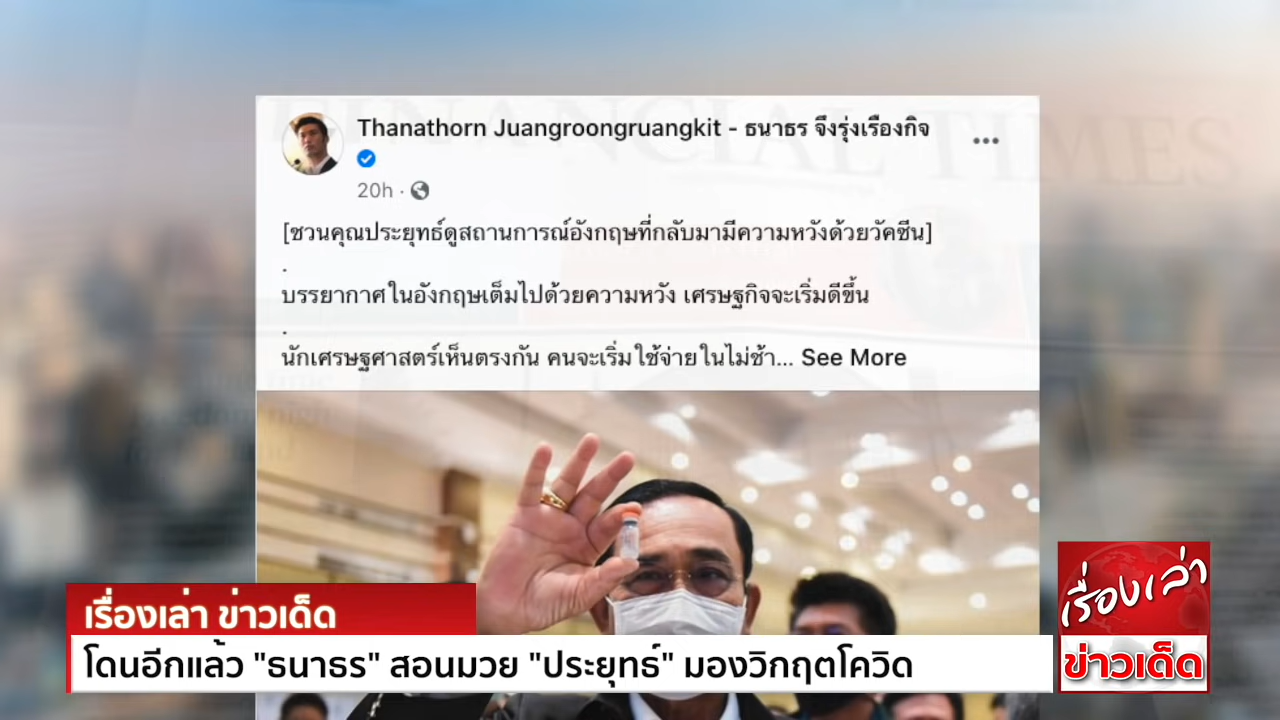 FINANCIAL TIMES
Thanathorn Juangroongruangkit - ธนาธร จึงรุ่งเรืองกิจ
20h ·
[ชวนคุณประยุทธ์ดูสถานการณ์อังกฤษที่กลับมามีความหวังด้วยวัคซีน]
.
บรรยากาศในอังกฤษเต็มไปด้วยความหวัง เศรษฐกิจจะเริ่มดีขึ้น
.
นักเศรษฐศาสตร์เห็นตรงกัน คนจะเริ่มใช้จ่ายในไม่ช้า... See More
เรื่องเล่า ข่าวเด็ด
โดนอีกแล้ว "ธนาธร" สอนมวย "ประยุทธ์" มองวิกฤตโควิด
เรื่องเล่า
ข่าวเด็ด